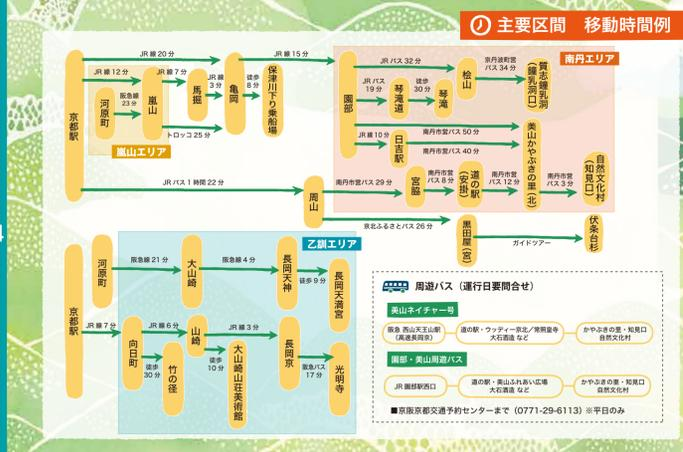 主要区間 移動時間例
JR線20分
JR線15分
南丹エリア
京都駅
JR線12分
河原町
阪急線
23分
嵐山
JR線7分
馬堀
JR線
3分
亀岡
徒歩
8分
保津川下り乗船場
トロッコ25分
嵐山エリア
園部
JRバス32分
桧山
京丹波町営
バス34分
質志鐘乳洞
(鐘乳洞口)
JRバス
19分
琴滝道
徒歩
30分
琴滝
南丹市営バス50分
JR線10分
日吉駅
南丹市営バス40分
美山かやぶきの里(北)
JRバス1時間22分
周山
南丹市営バス29分
宮脇
南丹市営
バス8分
道の駅
(安掛)
南丹市営
バス12分
南丹市営
バス3分
自然文化村
(知見口)
京北ふるさとバス26分
黒田屋(宮)
ガイドツアー
伏条台杉
乙訓エリア
京都駅
河原町
阪急線21分
大山崎
阪急線4分
長岡天神
徒歩9分
長岡天満宮
JR線7分
向日町
JR線6分
山崎
JR線3分
長岡京
徒歩
30分
竹の径
徒歩
10分
大山崎山荘美術館
阪急バス
17分
光明寺
周遊バス(運行日要問合せ)
美山ネイチャー号
阪急 西山天王山駅
(高速長岡京)
道の駅・ウッディー京北/常照皇寺
大石酒造 など
かやぶきの里・知見口
自然文化村
園部・美山周遊バス
JR園部駅西口
道の駅・美山ふれあい広場
大石酒造 など
かやぶきの里・知見口
自然文化村
■京阪京都交通予約センターまで(0771-29-6113)※平日のみ